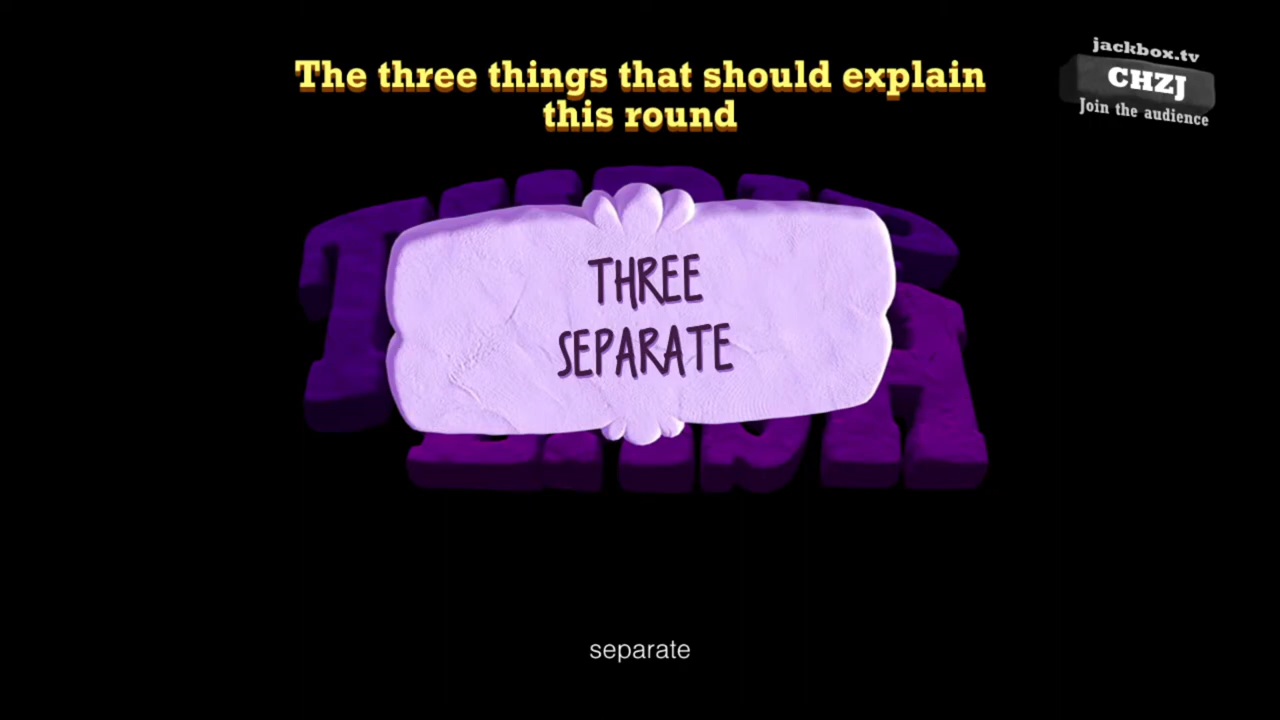 The three things that should explain
this round
jackbox.tv
CHZJ
Join the audience
THREE
SEPARATE
separate